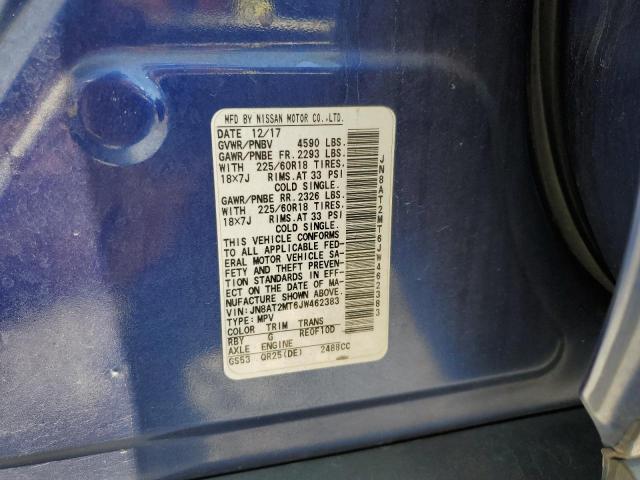 MFD BY NISSAN MOTOR CO.,LTD.
DATE 12/17
GVWR/PNBV 4590 LBS.
GAWR/PNBE FR. 2293 LBS.
WITH 225/60R18 TIRES.
18X7J RIMS.AT 33 PSI
COLD SINGLE.
GAWR/PNBE RR. 2326 LBS.
WITH 225/60R18 TIRES.
18X7J RIMS.AT 33 PSI
COLD SINGLE.
THIS VEHICLE CONFORMS
TO ALL APPLICABLE FED-
ERAL MOTOR VEHICLE SA-
FETY AND THEFT PREVEN-
TION STANDARDS IN EFF-
ECT ON THE DATE OF MA-
NUFACTURE SHOWN ABOVE.
VIN: JN8AT2MT6JW462383
TYPE: MPV
COLOR TRIM TRANS
RBY G RE0F10D
AXLE ENGINE
GS53 QR25(DE) 2488CC
JN8AT2MT6JW462383